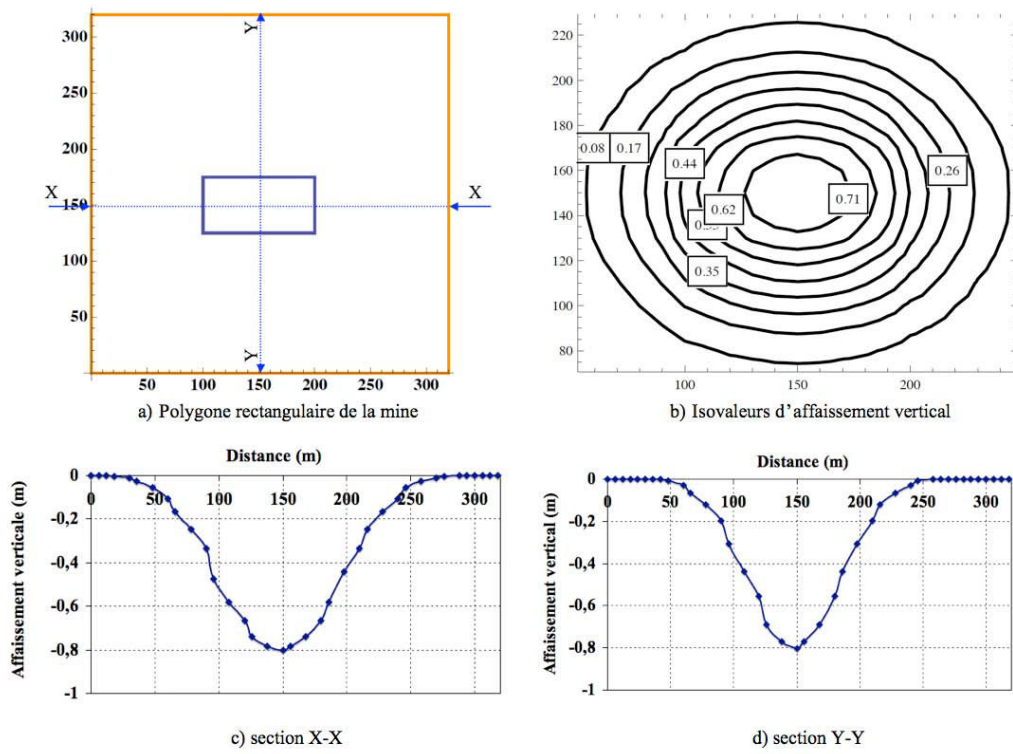 300
250
200
150
100
50
Y
X
X
Y
50 100 150 200 250 300
a) Polygone rectangulaire de la mine
220
200
180
160
140
120
100
80
0.08 0.17
0.44
0.26
0.71
0.62
0.35
100 150 200
b) Isovaleurs d'affaissement vertical
Distance (m)
0
0 50 100 150 200 250 300
-0,2
-0,4
-0,6
-0,8
-1
Affaissement verticale (m)
c) section X-X
Distance (m)
0
0 50 100 150 200 250 300
-0,2
-0,4
-0,6
-0,8
-1
Affaissement vertical (m)
d) section Y-Y